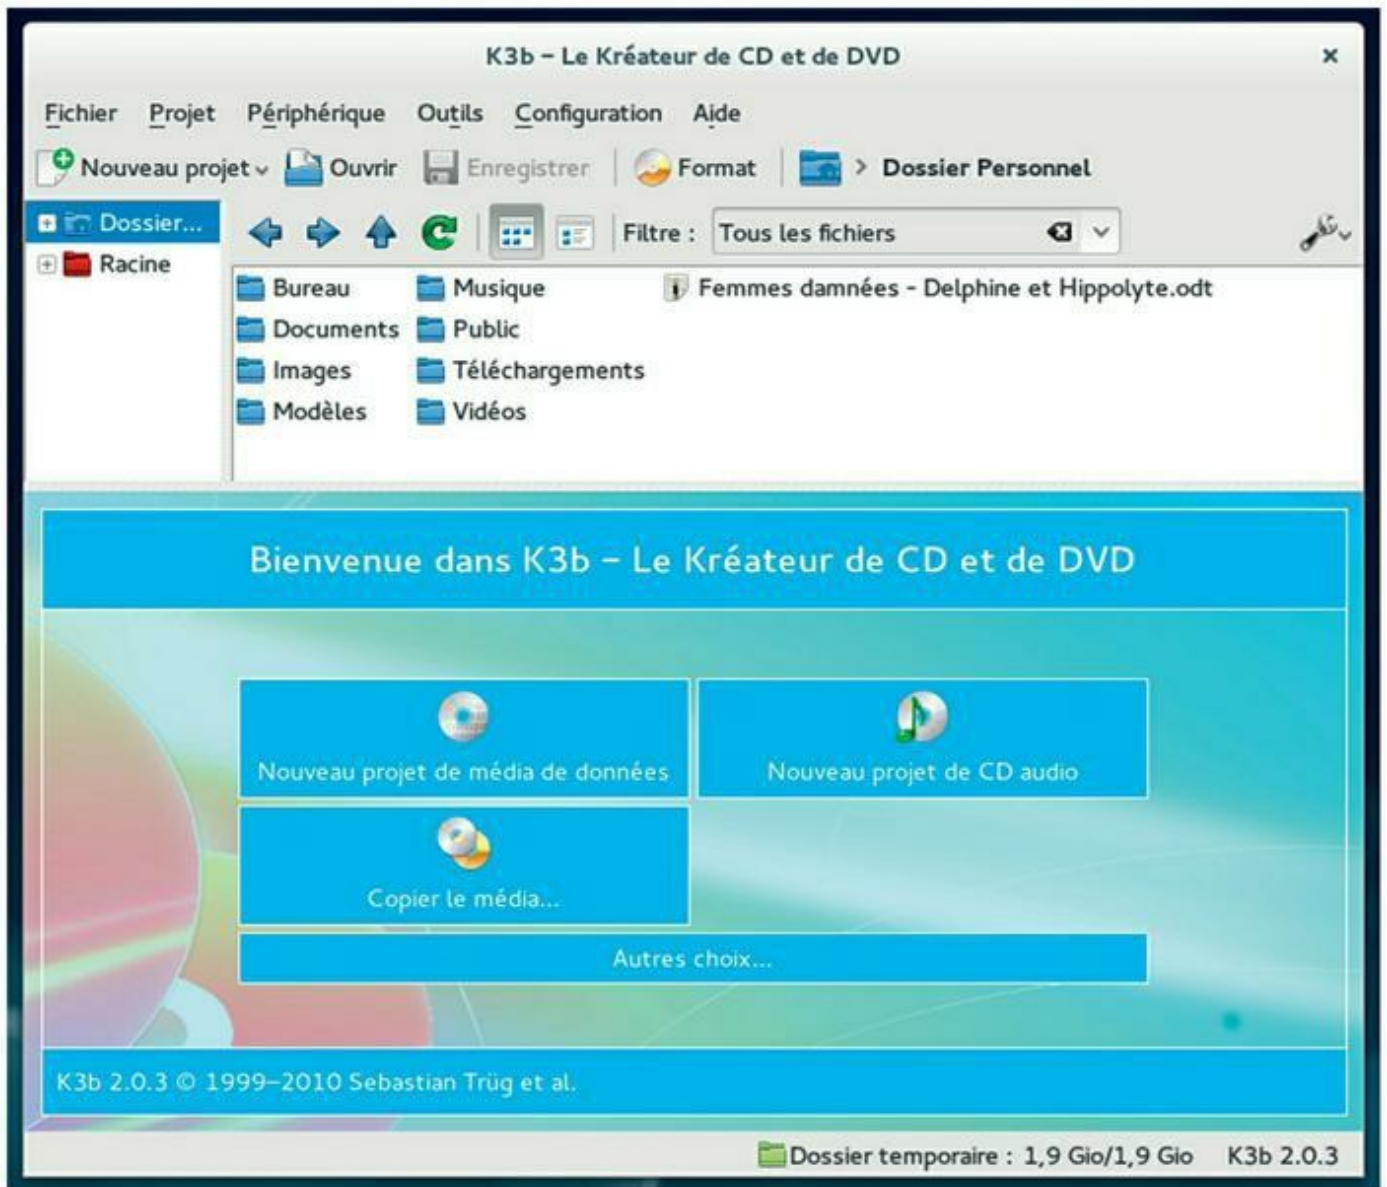 K3b – Le Kréateur de CD et de DVD
Fichier Projet Périphérique Outils Configuration Aide
Nouveau projet Ouvrir Enregistrer Format > Dossier Personnel
Dossier... Filtre : Tous les fichiers
Racine
Bureau Musique Femmes damnées - Delphine et Hippolyte.odt
Documents Public
Images Téléchargements
Modèles Vidéos
Bienvenue dans K3b – Le Kréateur de CD et de DVD
Nouveau projet de média de données Nouveau projet de CD audio
Copier le média...
Autres choix...
K3b 2.0.3 © 1999–2010 Sebastian Trüg et al.
Dossier temporaire : 1,9 Gio/1,9 Gio K3b 2.0.3